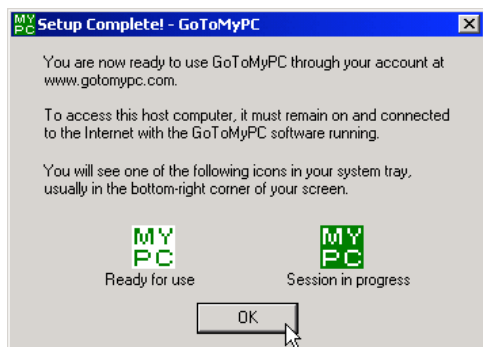 MY PC Setup Complete! - GoToMyPC
You are now ready to use GoToMyPC through your account at
www.gotomypc.com.
To access this host computer, it must remain on and connected
to the Internet with the GoToMyPC software running.
You will see one of the following icons in your system tray,
usually in the bottom-right corner of your screen.
MY MY
PC PC
Ready for use Session in progress
OK